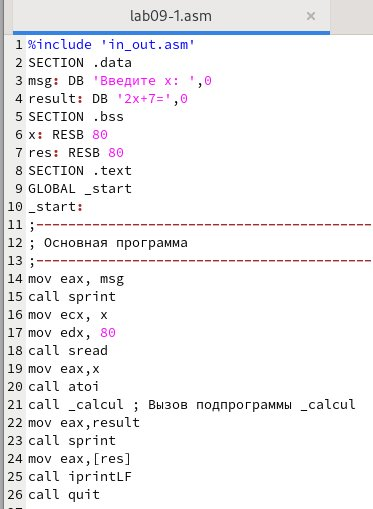 lab09-1.asm ×
1 %include 'in_out.asm'
2 SECTION .data
3 msg: DB 'Введите x: ',0
4 result: DB '2x+7=',0
5 SECTION .bss
6 x: RESB 80
7 res: RESB 80
8 SECTION .text
9 GLOBAL _start
10 _start:
11 ;------------------------------------------
12 ; Основная программа
13 ;------------------------------------------
14 mov eax, msg
15 call sprint
16 mov ecx, x
17 mov edx, 80
18 call sread
19 mov eax,x
20 call atoi
21 call _calcul ; Вызов подпрограммы _calcul
22 mov eax,result
23 call sprint
24 mov eax,[res]
25 call iprintLF
26 call quit